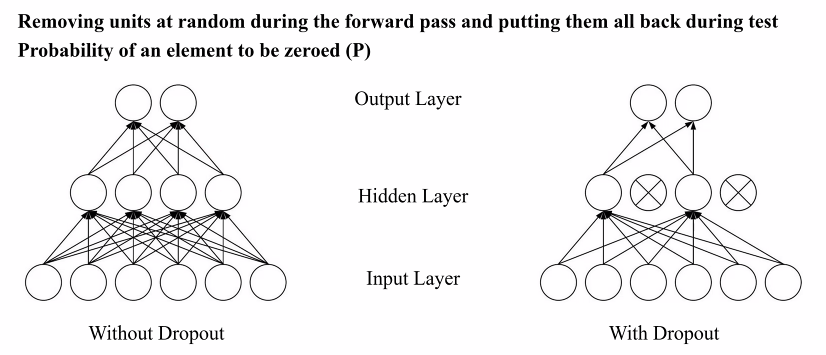 Removing units at random during the forward pass and putting them all back during test
Probability of an element to be zeroed (P)
Output Layer
Hidden Layer
Input Layer
Without Dropout
With Dropout